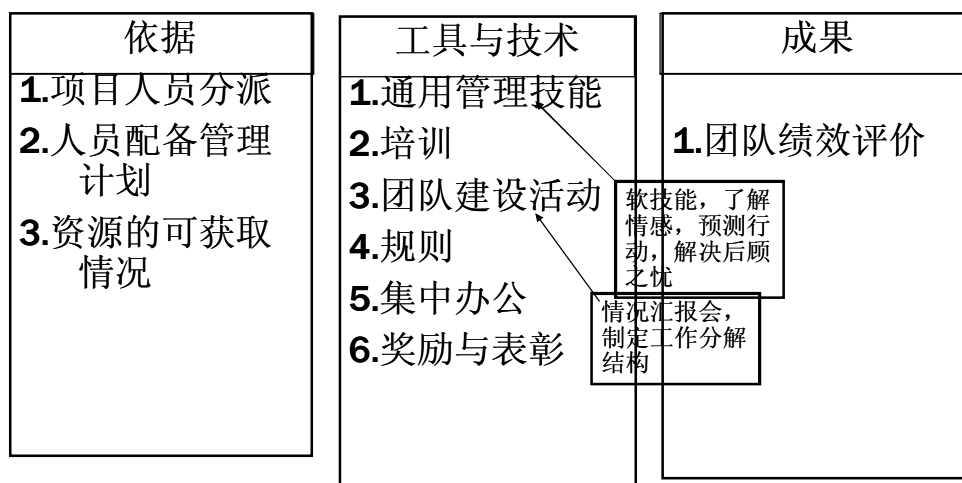 依据
1.项目人员分派
2.人员配备管理
计划
3.资源的可获取
情况
工具与技术
1.通用管理技能
2.培训
3.团队建设活动
4.规则
5.集中办公
6.奖励与表彰
成果
1.团队绩效评价
软技能，了解
情感，预测行
动，解决后顾
之忧
情况汇报会，
制定工作分解
结构